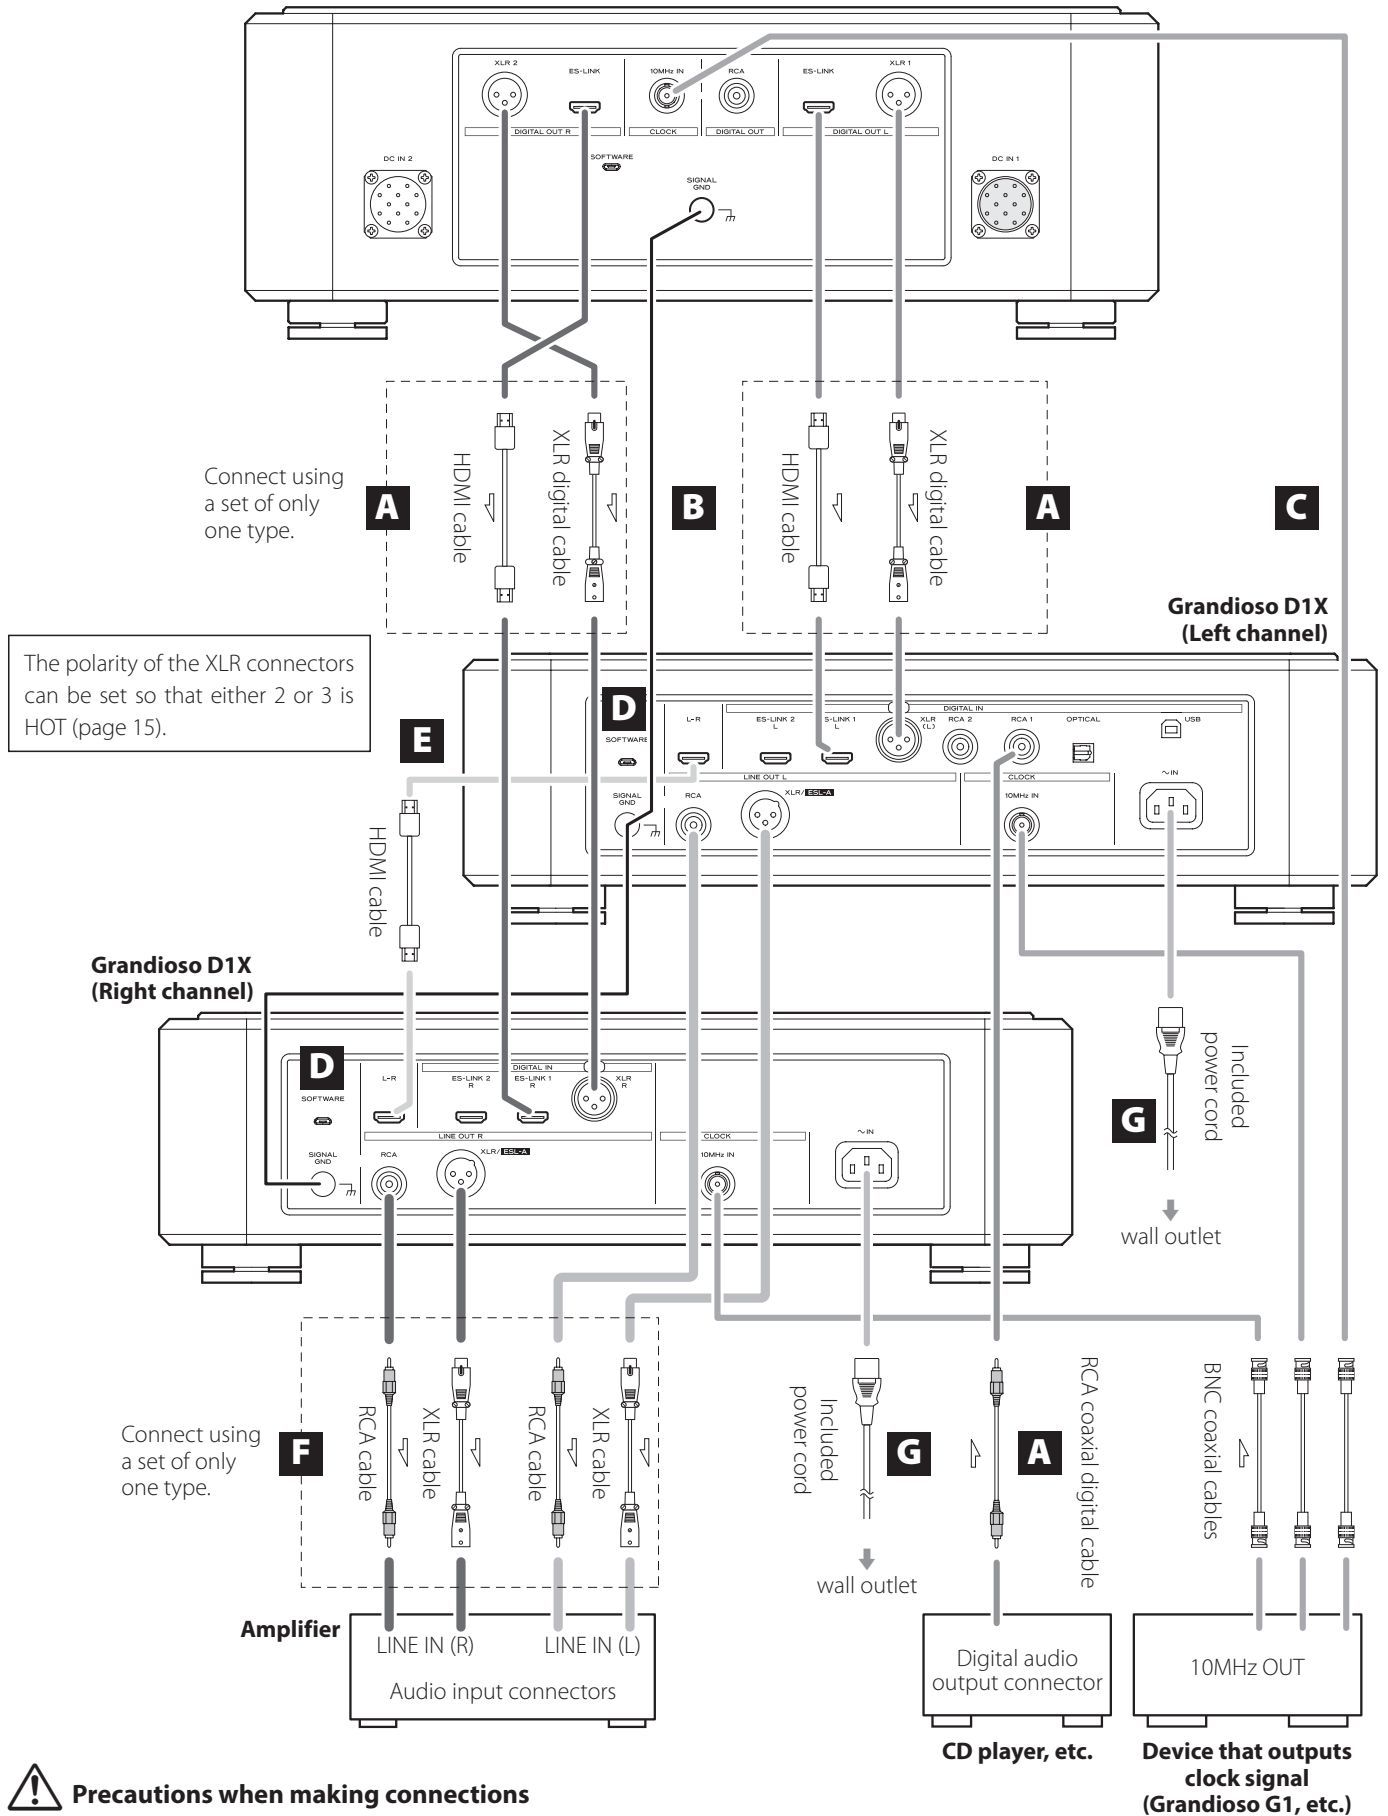 XLR 2
ES-LINK
10MHz IN
RCA
ES-LINK
XLR 1
DIGITAL OUT R
CLOCK
DIGITAL OUT
DIGITAL OUT L
SOFTWARE
DC IN 2
DC IN 1
SIGNAL
GND
Connect using
a set of only
one type.
A
HDMI cable
XLR digital cable
B
HDMI cable
XLR digital cable
A
C
Grandioso D1X
(Left channel)
The polarity of the XLR connectors
can be set so that either 2 or 3 is
HOT (page 15).
E
D
SOFTWARE
L-R
DIGITAL IN
ES-LINK 2
L
S-LINK 1
L
XLR
(L)
RCA 2
RCA 1
OPTICAL
USB
LINE OUT L
CLOCK
~IN
SIGNAL
GND
RCA
XLR/ ESL-A
10MHz IN
HDMI cable
Grandioso D1X
(Right channel)
D
SOFTWARE
L-R
DIGITAL IN
ES-LINK 2
R
ES-LINK 1
R
XLR
R
LINE OUT R
CLOCK
~IN
SIGNAL
GND
RCA
XLR/ ESL-A
10MHz IN
G
Included
power cord
wall outlet
Connect using
a set of only
one type.
F
RCA cable
XLR cable
RCA cable
XLR cable
Included
power cord
G
wall outlet
A
RCA coaxial digital cable
BNC coaxial cables
Amplifier
LINE IN (R)
LINE IN (L)
Audio input connectors
Digital audio
output connector
10MHz OUT
CD player, etc.
Device that outputs
clock signal
(Grandioso G1, etc.)
Precautions when making connections